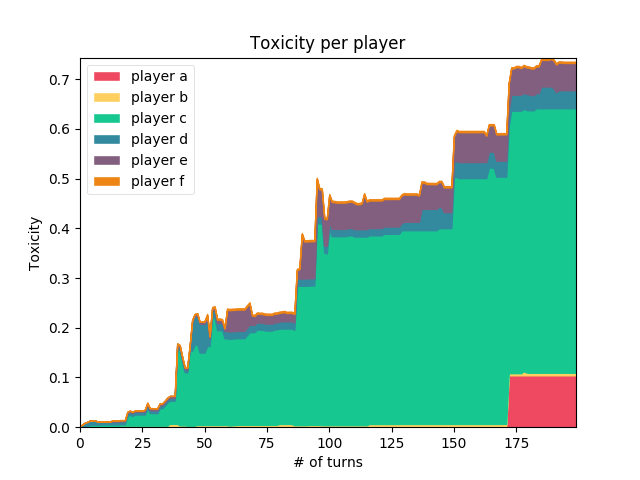 Toxicity per player
player a
player b
player c
player d
player e
player f
Toxicity
0.7
0.6
0.5
0.4
0.3
0.2
0.1
0.0
0 25 50 75 100 125 150 175
# of turns